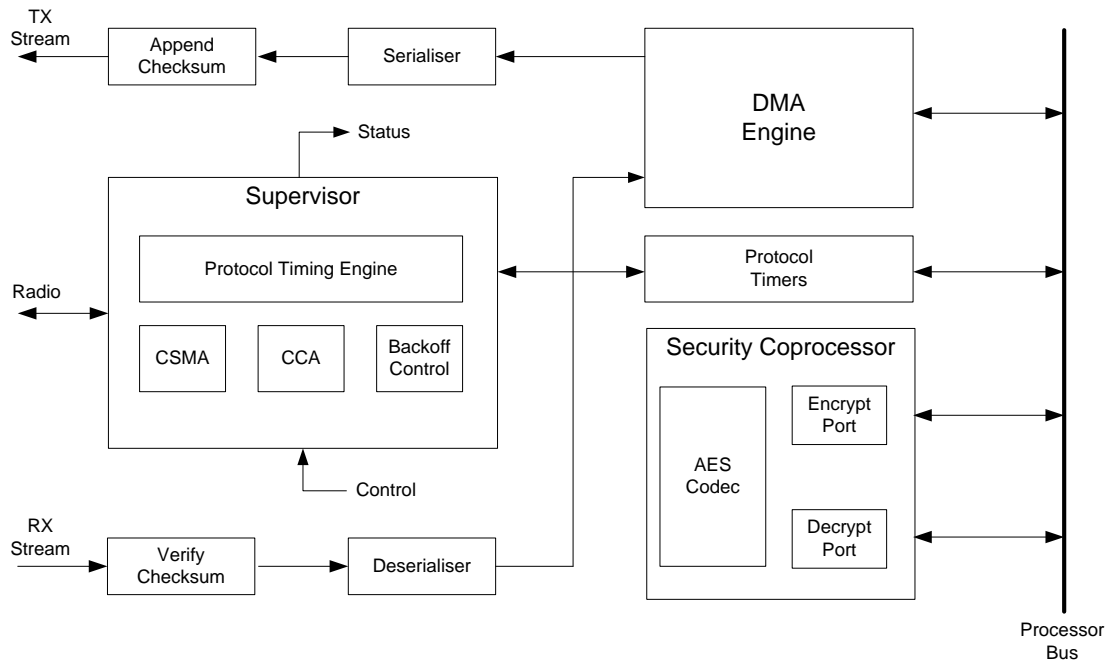 TX
Stream
Append
Checksum
Serialiser
DMA
Engine
Status
Supervisor
Protocol Timing Engine
Protocol
Timers
Radio
CSMA
CCA
Backoff
Control
Security Coprocessor
Encrypt
Port
AES
Codec
Control
Decrypt
Port
RX
Stream
Verify
Checksum
Deserialiser
Processor
Bus